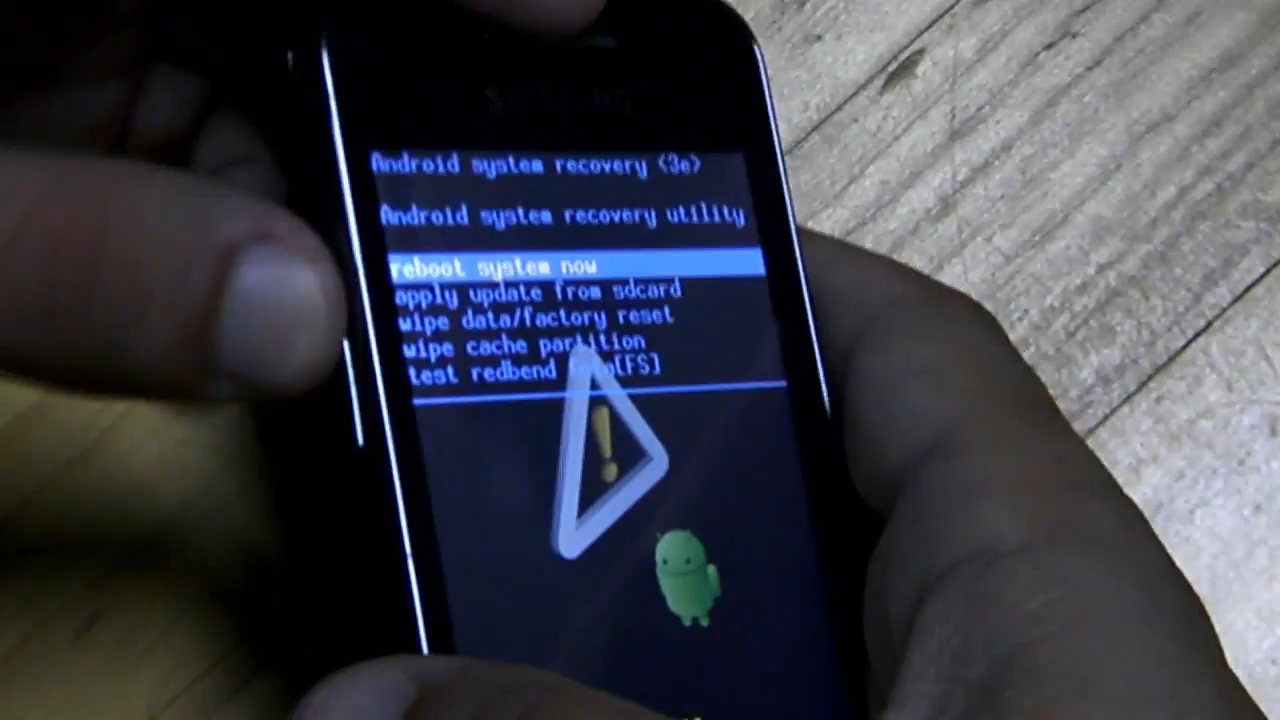 SAMSUNG
Android system recovery <3e>
Android system recovery utility
reboot system now
apply update from sdcard
wipe data/factory reset
wipe cache partition
test redbend